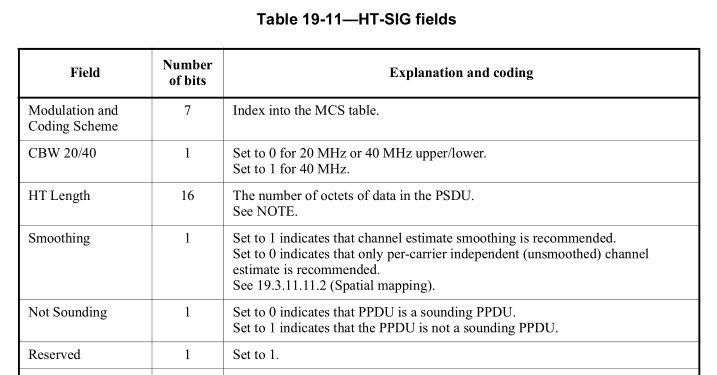 Table 19-11—HT-SIG fields
Field
Number
of bits
Explanation and coding
Modulation and
Coding Scheme
7
Index into the MCS table.
CBW 20/40
1
Set to 0 for 20 MHz or 40 MHz upper/lower.
Set to 1 for 40 MHz.
HT Length
16
The number of octets of data in the PSDU.
See NOTE.
Smoothing
1
Set to 1 indicates that channel estimate smoothing is recommended.
Set to 0 indicates that only per-carrier independent (unsmoothed) channel
estimate is recommended.
See 19.3.11.11.2 (Spatial mapping).
Not Sounding
1
Set to 0 indicates that PPDU is a sounding PPDU.
Set to 1 indicates that the PPDU is not a sounding PPDU.
Reserved
1
Set to 1.